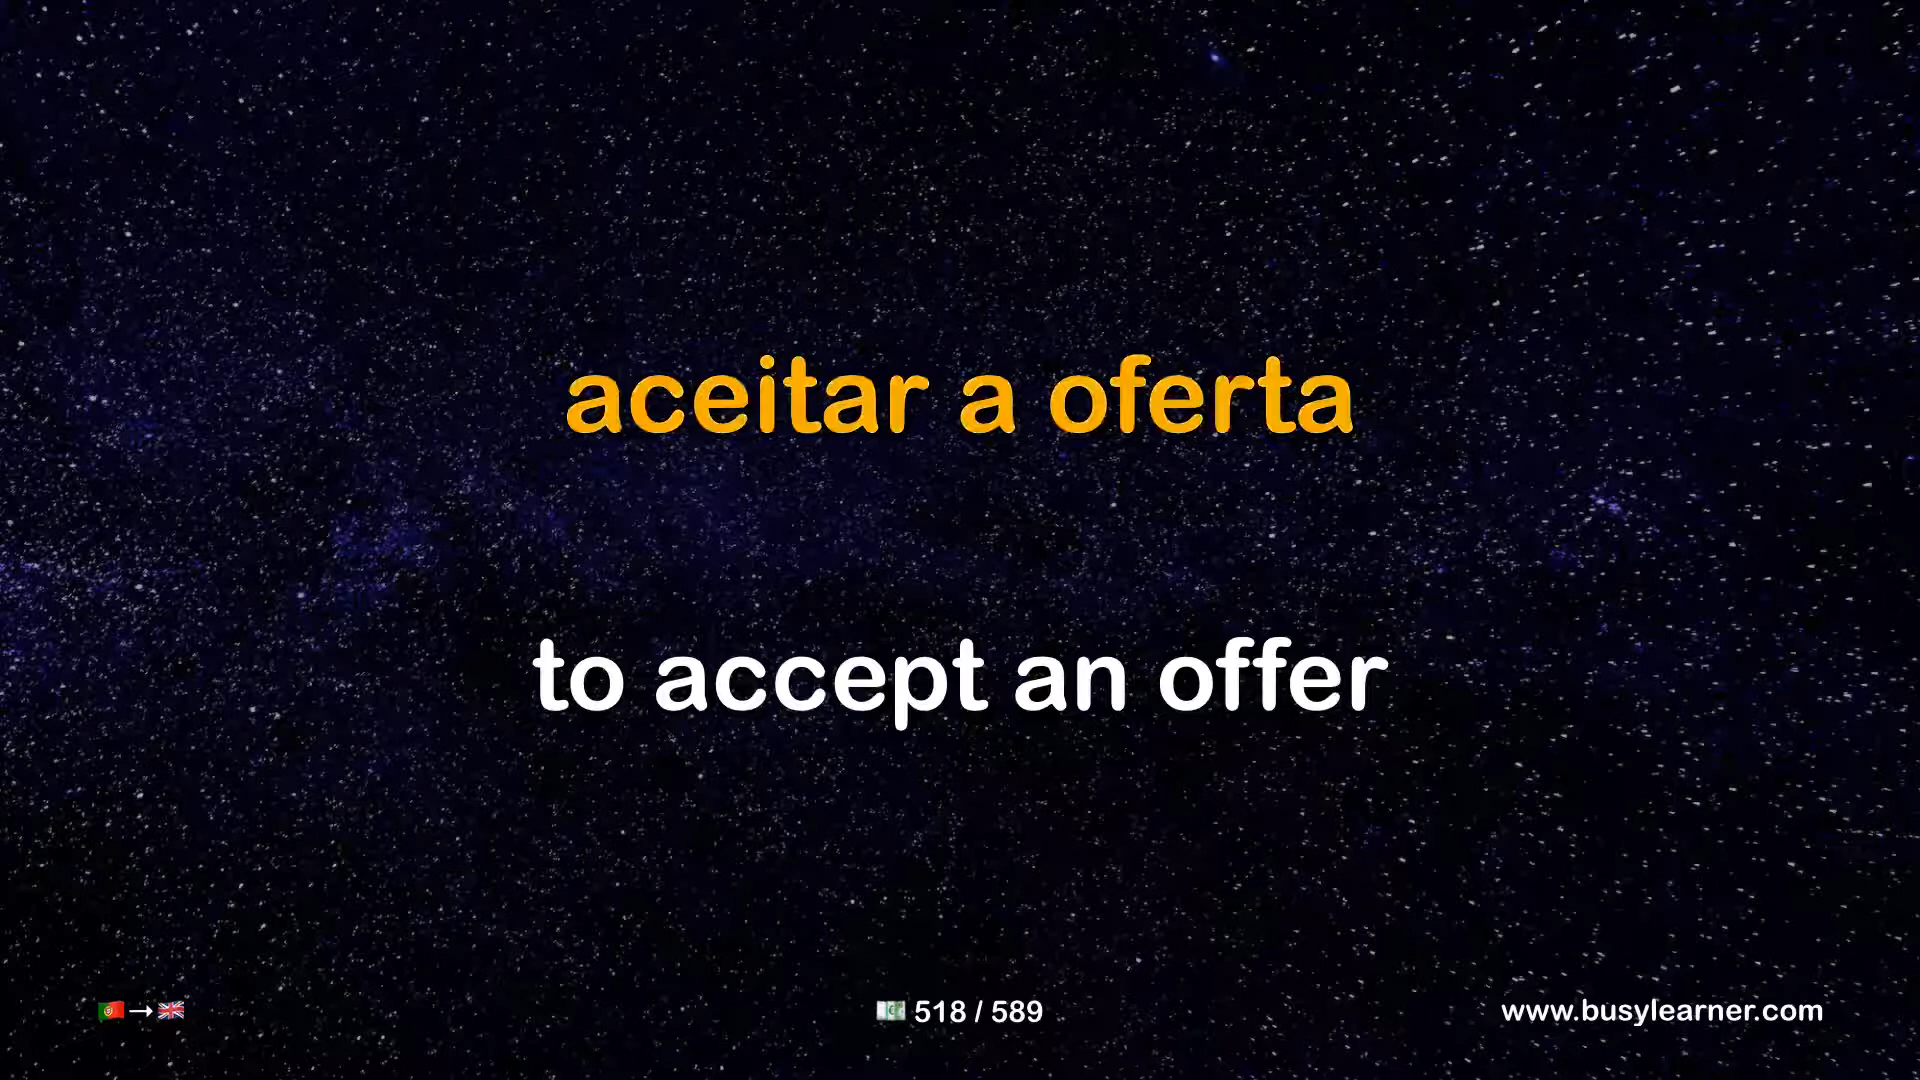 aceitar a oferta
to accept an offer
→
518 / 589
www.busylearner.com